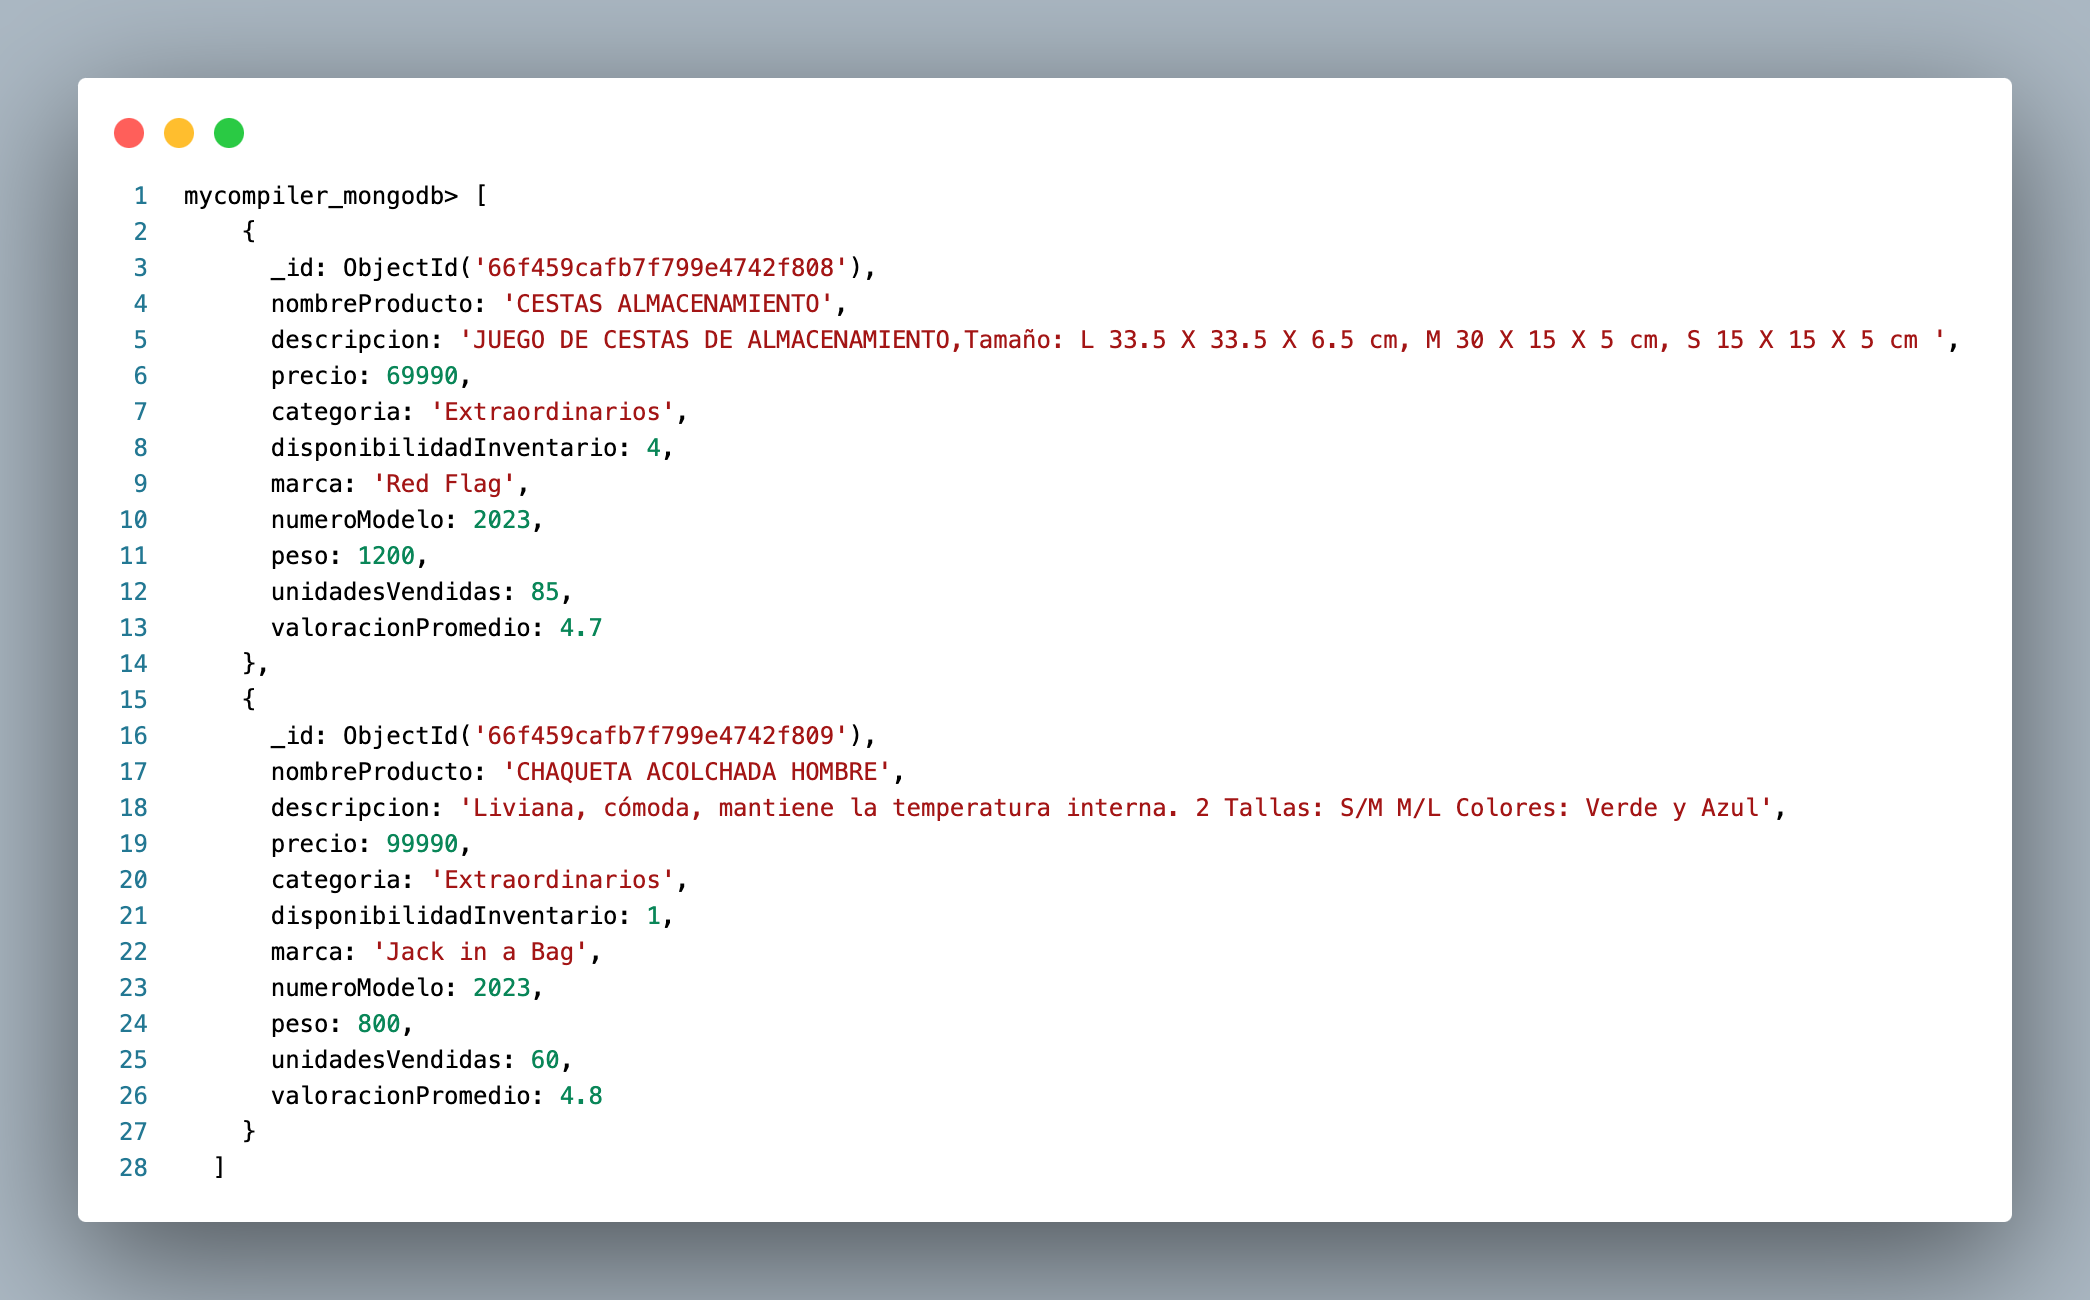 1 mycompiler_mongodb> [
2 {
3 _id: ObjectId('66f459cafb7f799e4742f808'),
4 nombreProducto: 'CESTAS ALMACENAMIENTO',
5 descripcion: 'JUEGO DE CESTAS DE ALMACENAMIENTO,Tamaño: L 33.5 X 33.5 X 6.5 cm, M 30 X 15 X 5 cm, S 15 X 15 X 5 cm ',
6 precio: 69990,
7 categoria: 'Extraordinarios',
8 disponibilidadInventario: 4,
9 marca: 'Red Flag',
10 numeroModelo: 2023,
11 peso: 1200,
12 unidadesVendidas: 85,
13 valoracionPromedio: 4.7
14 },
15 {
16 _id: ObjectId('66f459cafb7f799e4742f809'),
17 nombreProducto: 'CHAQUETA ACOLCHADA HOMBRE',
18 descripcion: 'Liviana, cómoda, mantiene la temperatura interna. 2 Tallas: S/M M/L Colores: Verde y Azul',
19 precio: 99990,
20 categoria: 'Extraordinarios',
21 disponibilidadInventario: 1,
22 marca: 'Jack in a Bag',
23 numeroModelo: 2023,
24 peso: 800,
25 unidadesVendidas: 60,
26 valoracionPromedio: 4.8
27 }
28 ]